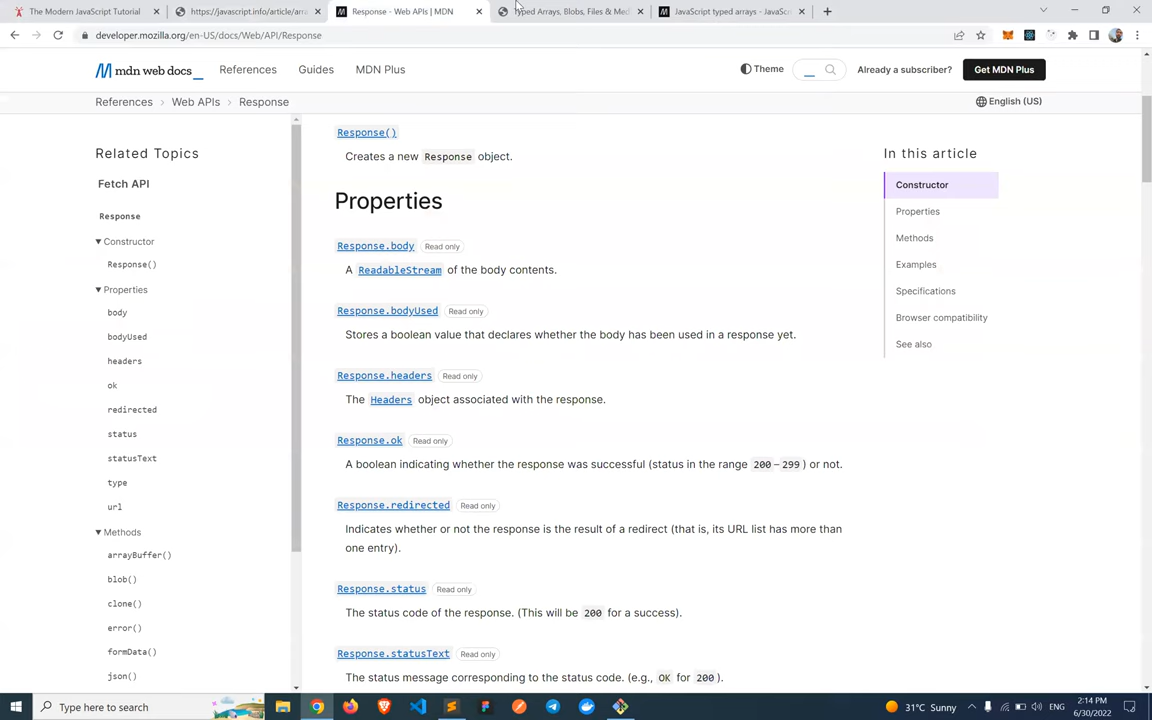 The Modern JavaScript Tutorial
https://javascript.info/article/arra
Response - Web APIs | MDN
Typed Arrays, Blobs, Files & Med
JavaScript typed arrays - JavaSc
developer.mozilla.org/en-US/docs/Web/API/Response
mdn web docs_
References
Guides
MDN Plus
Theme
Already a subscriber?
Get MDN Plus
References
Web APIs
Response
English (US)
Related Topics
Fetch API
Response
Constructor
Response()
Properties
body
bodyUsed
headers
ok
redirected
status
statusText
type
url
Methods
arrayBuffer()
blob()
clone()
error()
formData()
json()
Response()
Creates a new Response object.
Properties
Response.body Read only
A ReadableStream of the body contents.
Response.bodyUsed Read only
Stores a boolean value that declares whether the body has been used in a response yet.
Response.headers Read only
The Headers object associated with the response.
Response.ok Read only
A boolean indicating whether the response was successful (status in the range 200–299) or not.
Response.redirected Read only
Indicates whether or not the response is the result of a redirect (that is, its URL list has more than
one entry).
Response.status Read only
The status code of the response. (This will be 200 for a success).
Response.statusText Read only
The status message corresponding to the status code. (e.g., OK for 200).
In this article
Constructor
Properties
Methods
Examples
Specifications
Browser compatibility
See also
Type here to search
31°C Sunny
ENG
2:14 PM
6/30/2022